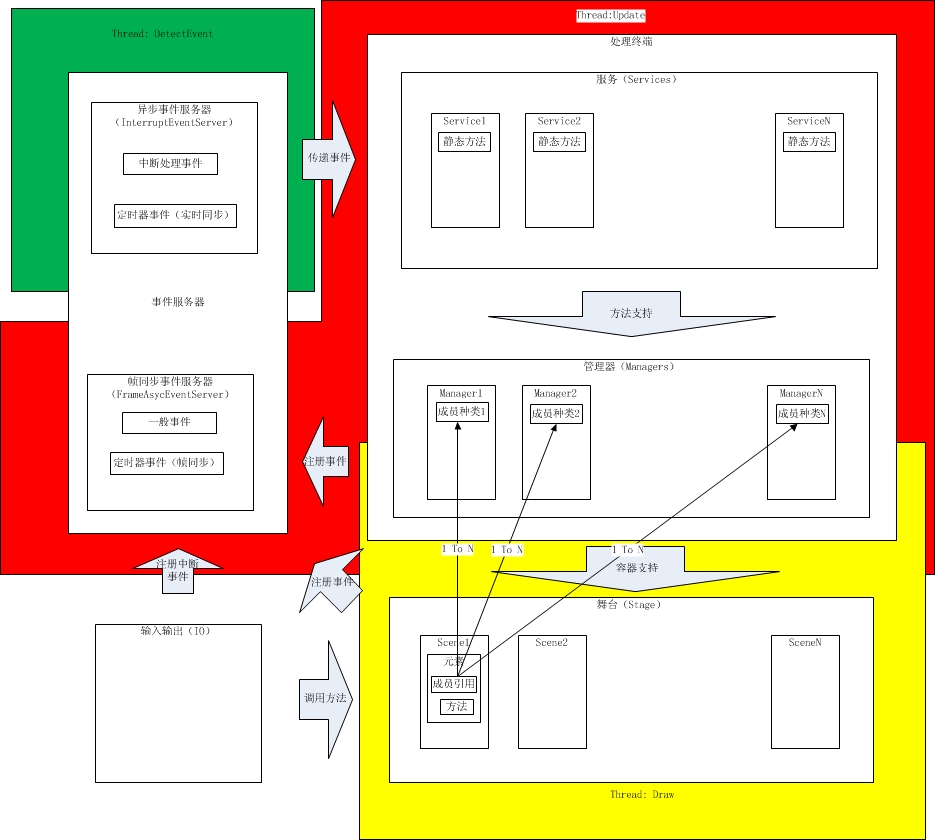 Thread: DetectEvent
异步事件服务器
（InterruptEventServer）
中断处理事件
定时器事件（实时同步）
事件服务器
帧同步事件服务器
（FrameAsycEventServer）
一般事件
定时器事件（帧同步）
传递事件
Thread:Update
处理终端
服务（Services）
Service1
静态方法
Service2
静态方法
ServiceN
静态方法
方法支持
管理器（Managers）
Manager1
成员种类1
Manager2
成员种类2
ManagerN
成员种类N
注册事件
1 To N
1 To N
1 To N
注册中断
事件
注册事件
容器支持
输入输出（IO）
调用方法
舞台（Stage）
Scene1
元素
成员引用
方法
Scene2
SceneN
Thread: Draw